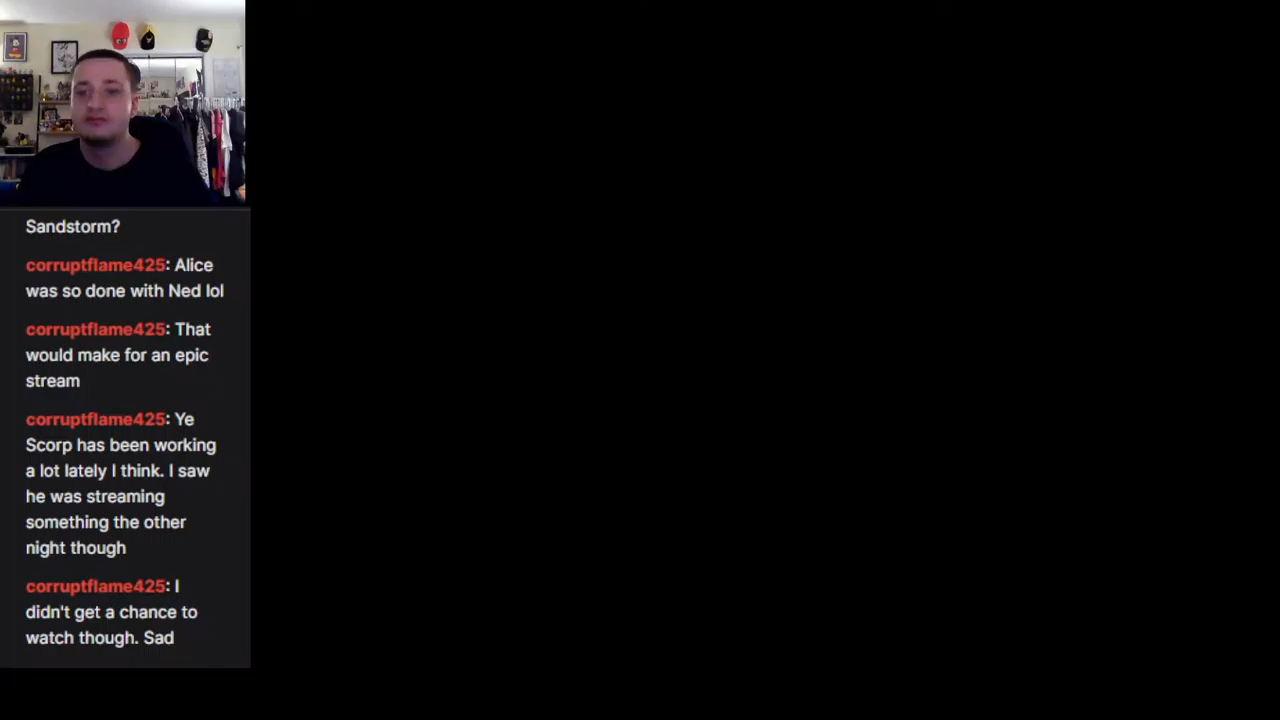 Sandstorm?
corruptflame425: Alice
was so done with Ned lol
corruptflame425: That
would make for an epic
stream
corruptflame425: Ye
Scorp has been working
a lot lately I think. I saw
he was streaming
something the other
night though
corruptflame425: I
didn't get a chance to
watch though. Sad